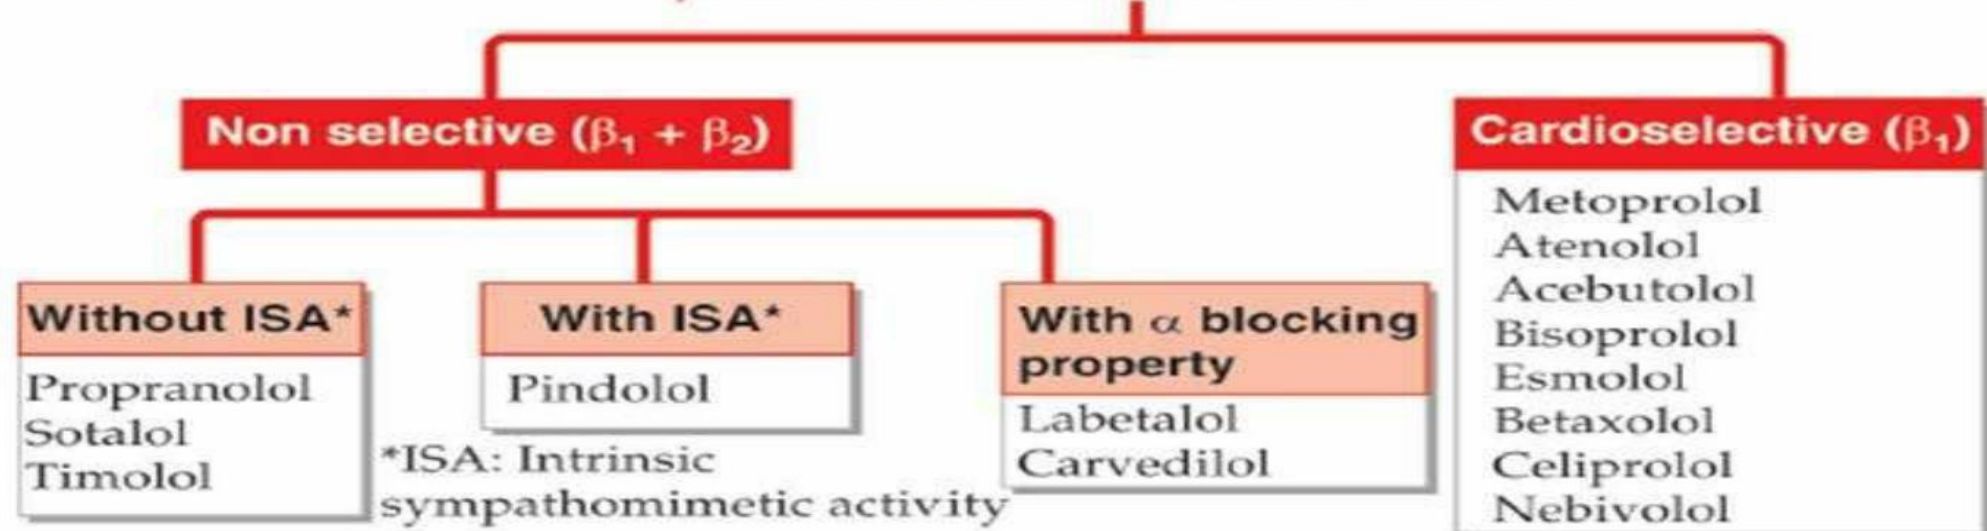 Non selective (β₁ + β₂)
Cardioselective (β₁)
Without ISA*
Propranolol
Sotalol
Timolol
With ISA*
Pindolol
*ISA: Intrinsic
sympathomimetic activity
With α blocking
property
Labetalol
Carvedilol
Metoprolol
Atenolol
Acebutolol
Bisoprolol
Esmolol
Betaxolol
Celiprolol
Nebivolol